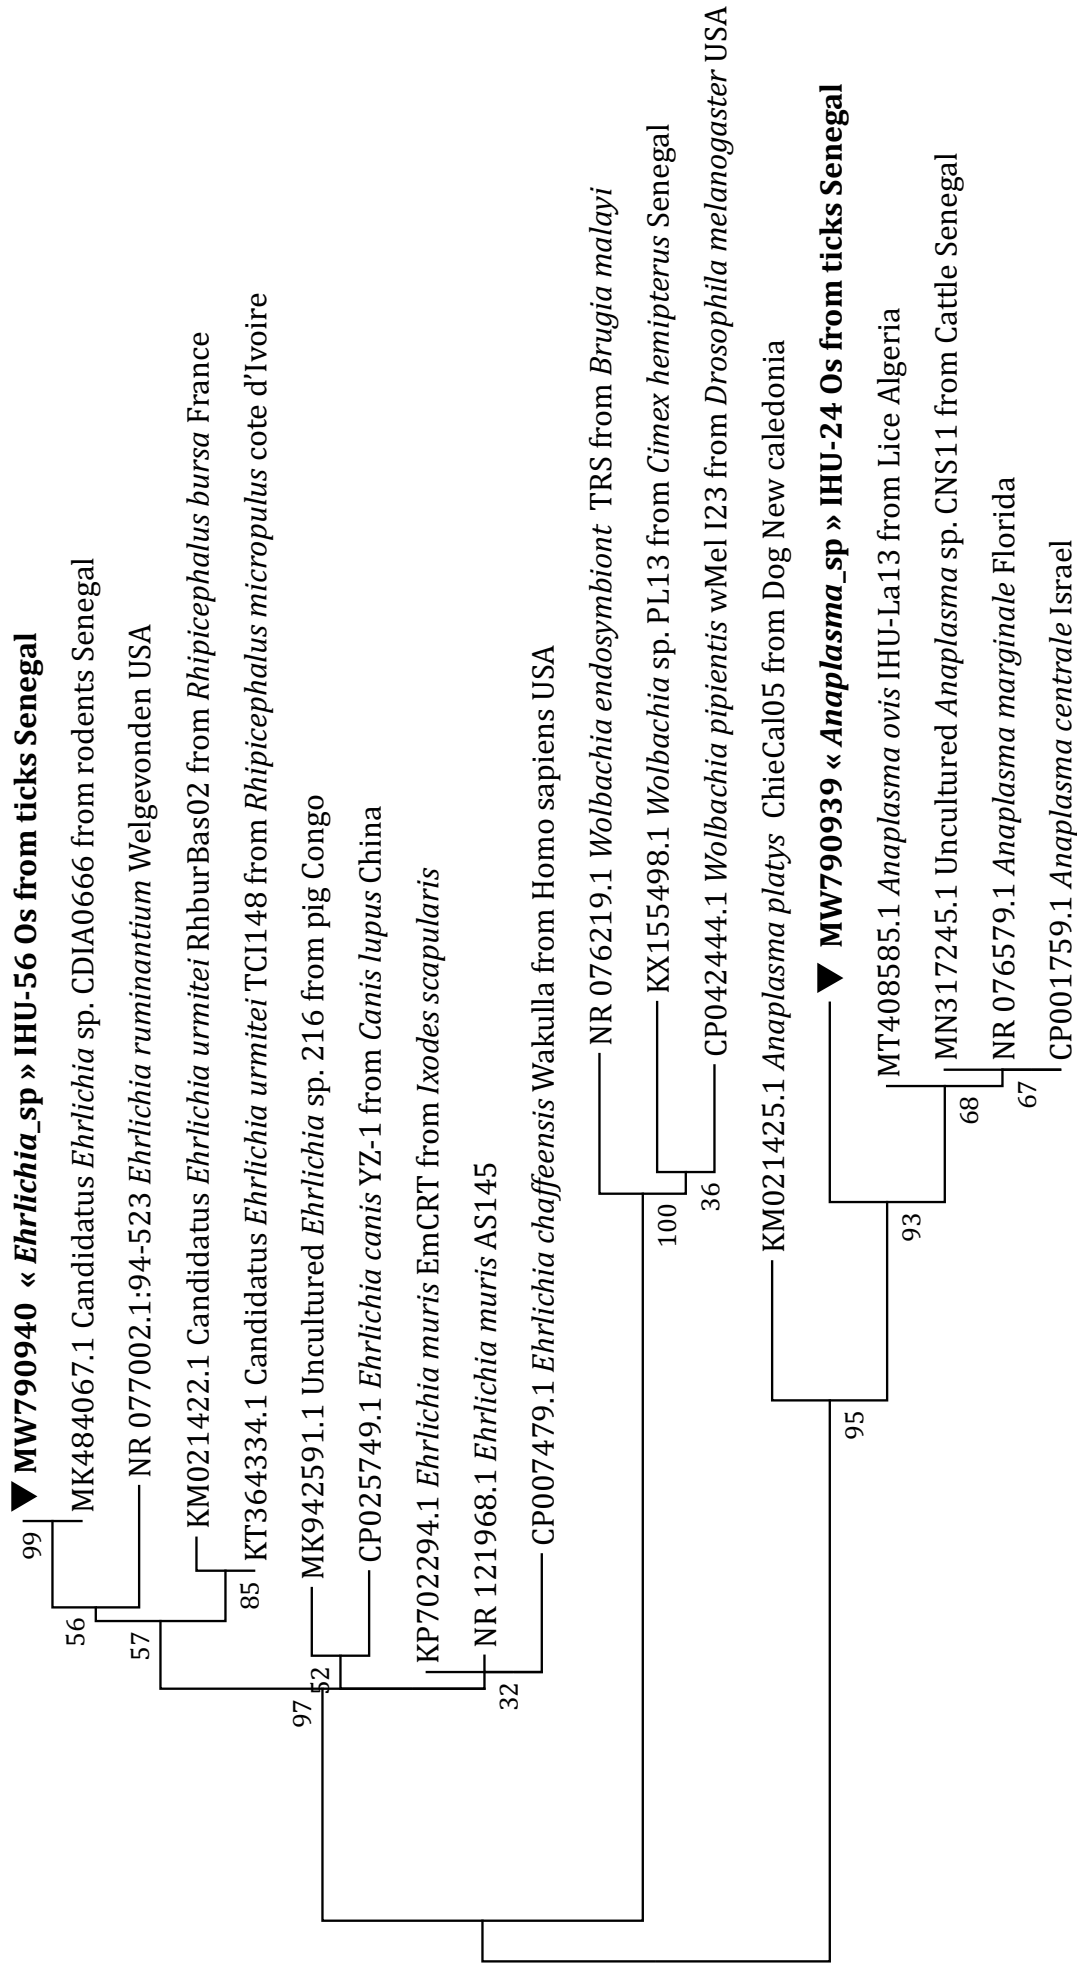 MW790940 « Ehrlichia_sp » IHU-56 Os from ticks Senegal
MK484067.1 Candidatus Ehrlichia sp. CDIA0666 from rodents Senegal
NR 077002.1:94-523 Ehrlichia ruminantium Welgevonden USA
KM021422.1 Candidatus Ehrlichia urmitei RhburBas02 from Rhipicephalus bursa France
KT364334.1 Candidatus Ehrlichia urmitei TCI148 from Rhipicephalus micropulus cote d'Ivoire
MK942591.1 Uncultured Ehrlichia sp. 216 from pig Congo
CP025749.1 Ehrlichia canis YZ-1 from Canis lupus China
KP702294.1 Ehrlichia muris EmCRT from Ixodes scapularis
NR 121968.1 Ehrlichia muris AS145
CP007479.1 Ehrlichia chaffeensis Wakulla from Homo sapiens USA
NR 076219.1 Wolbachia endosymbiont TRS from Brugia malayi
KX155498.1 Wolbachia sp. PL13 from Cimex hemipterus Senegal
CP042444.1 Wolbachia pipientis wMel I23 from Drosophila melanogaster USA
KM021425.1 Anaplasma platys ChieCal05 from Dog New caledonia
MW790939 « Anaplasma_sp » IHU-24 Os from ticks Senegal
MT408585.1 Anaplasma ovis IHU-La13 from Lice Algeria
MN317245.1 Uncultured Anaplasma sp. CNS11 from Cattle Senegal
NR 076579.1 Anaplasma marginale Florida
CP001759.1 Anaplasma centrale Israel
99
56
57
85
52
97
32
100
36
95
93
68
67